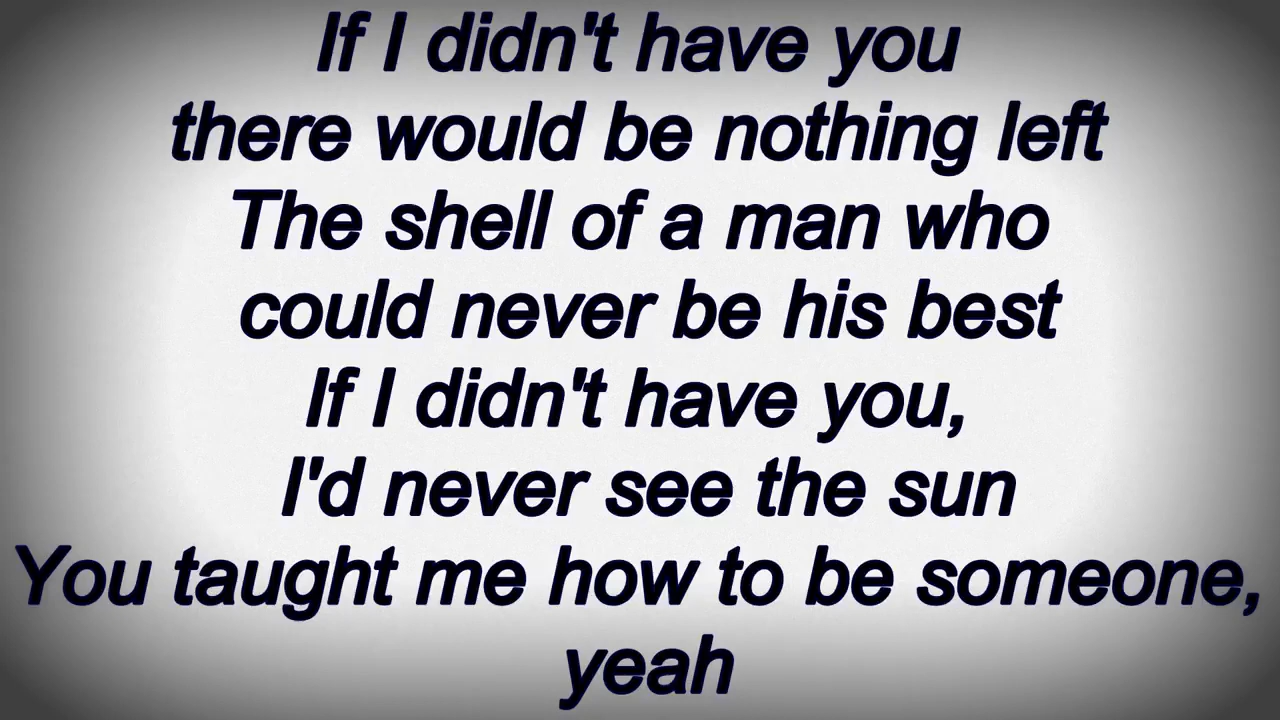 If I didn't have you
there would be nothing left
The shell of a man who
could never be his best
If I didn't have you,
I'd never see the sun
You taught me how to be someone,
yeah